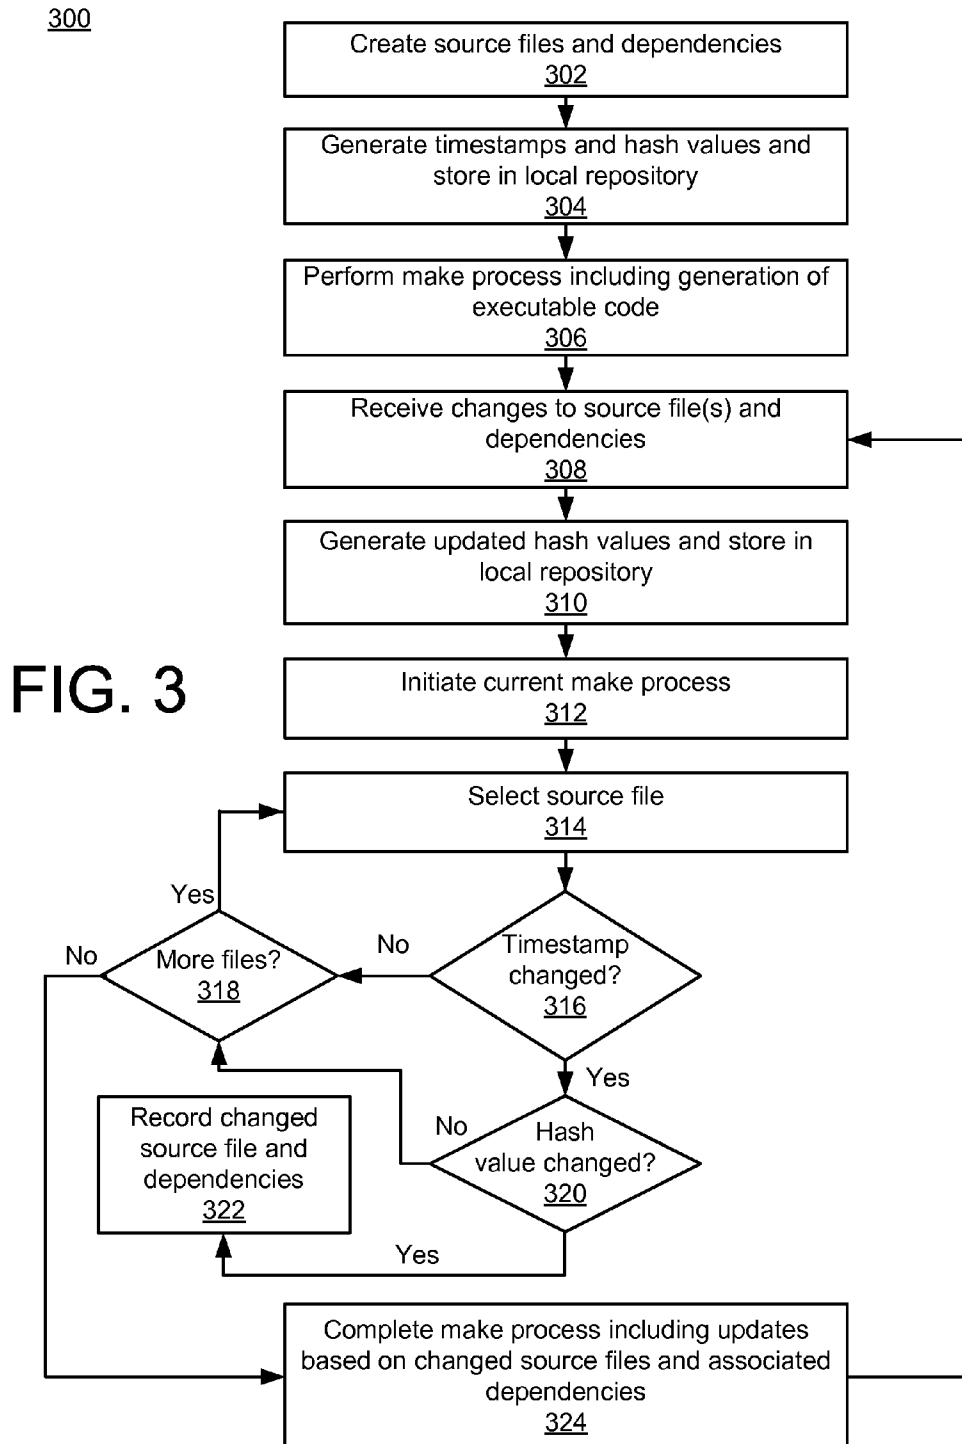 300
Create source files and dependencies
302
Generate timestamps and hash values and
store in local repository
304
Perform make process including generation of
executable code
306
Receive changes to source file(s) and
dependencies
308
Generate updated hash values and store in
local repository
310
FIG. 3
Initiate current make process
312
Select source file
314
Yes
No
More files?
318
No
Timestamp
changed?
316
Yes
Record changed
source file and
dependencies
322
No
Hash
value changed?
320
Yes
Complete make process including updates
based on changed source files and associated
dependencies
324